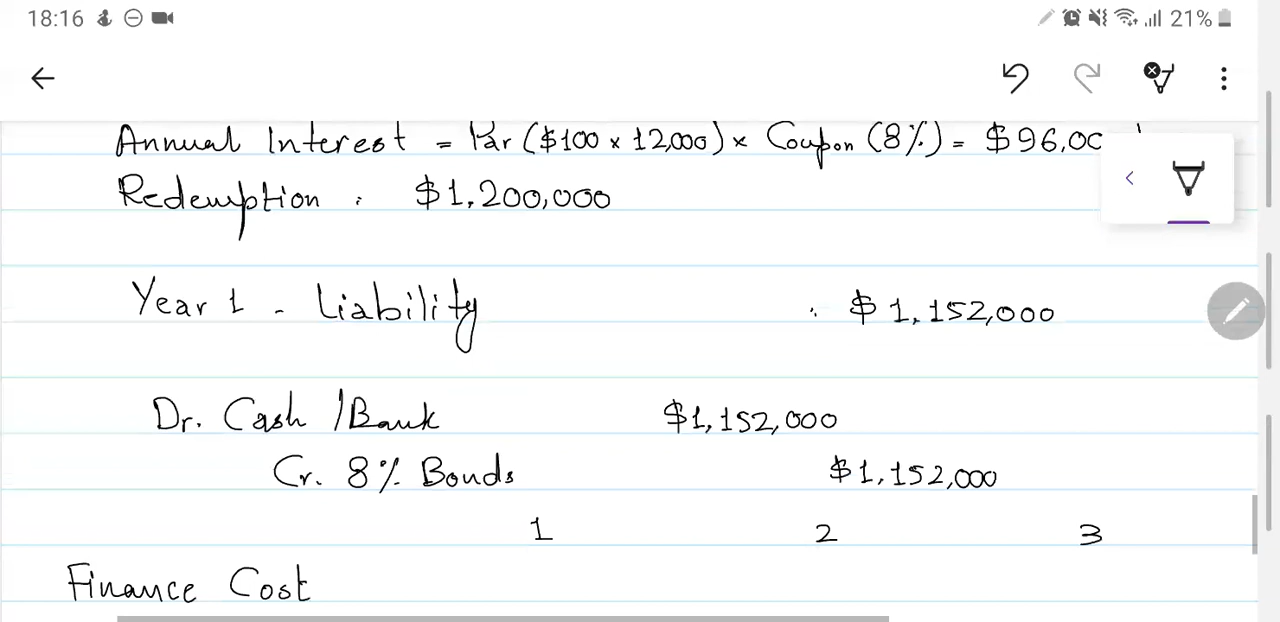 18:16 21%
Annual Interest = Par ($100 x 12,000) x Coupon (8%) = $96,00
Redemption : $1,200,000
Year 1 - Liability : $1,152,000
Dr. Cash /Bank $1,152,000
Cr. 8% Bonds $1,152,000
1 2 3
Finance Cost